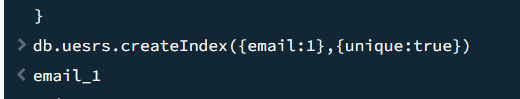 }
> db.uesrs.createIndex({email:1},{unique:true})
< email_1